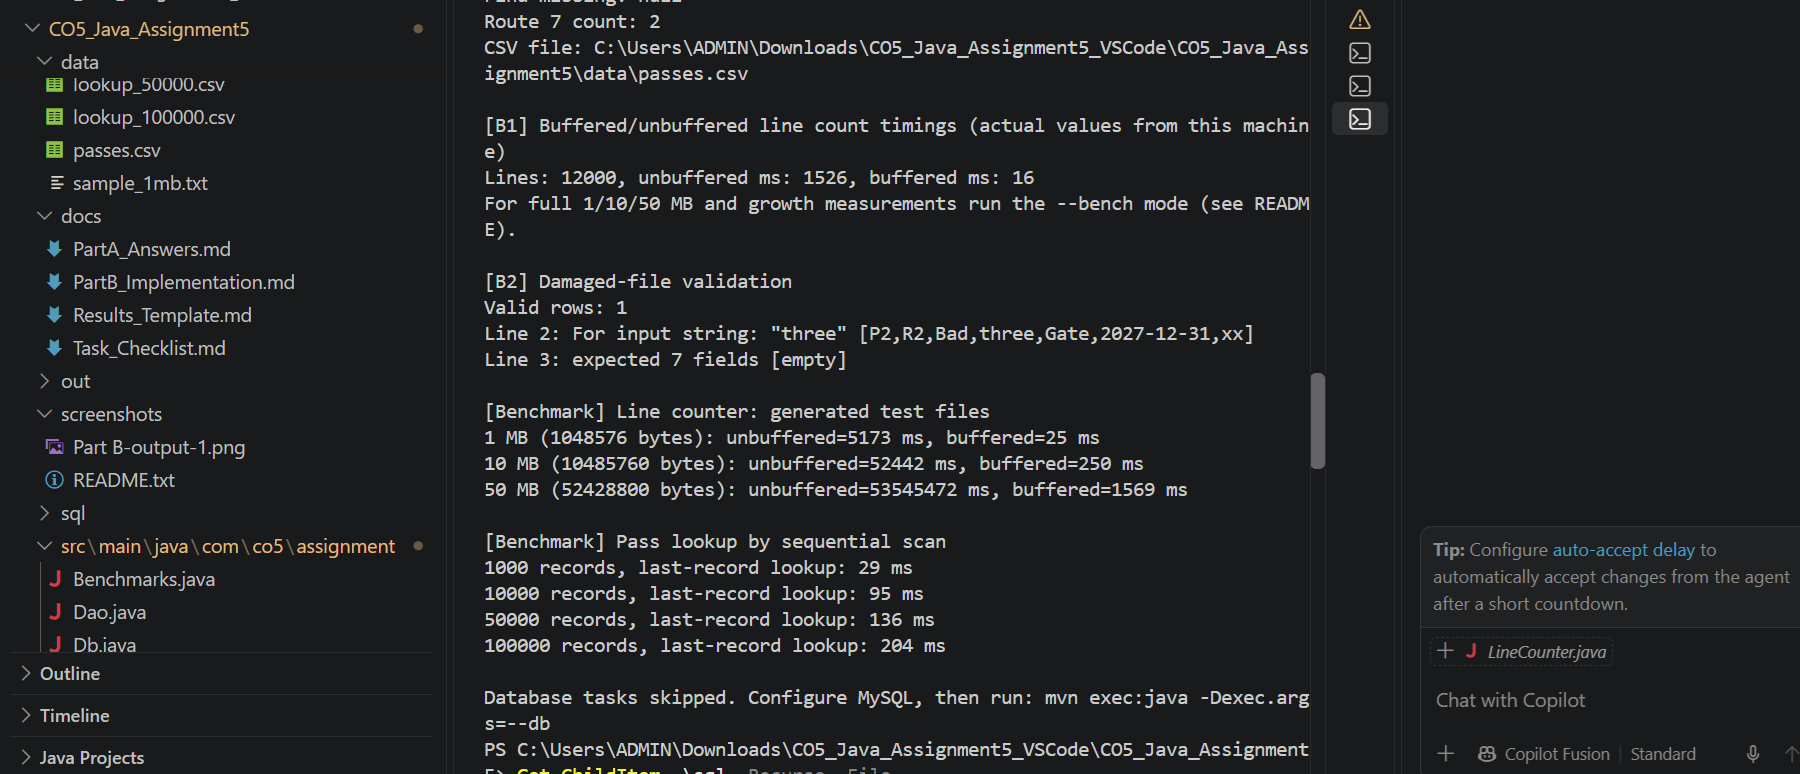 CO5_Java_Assignment5
data
lookup_50000.csv
lookup_100000.csv
passes.csv
sample_1mb.txt
docs
PartA_Answers.md
PartB_Implementation.md
Results_Template.md
Task_Checklist.md
out
screenshots
Part B-output-1.png
README.txt
sql
src\main\java\com\co5\assignment
Benchmarks.java
Dao.java
Db.java
Outline
Timeline
Java Projects
Route 7 count: 2
CSV file: C:\Users\ADMIN\Downloads\CO5_Java_Assignment5_VSCode\CO5_Java_Ass
ignment5\data\passes.csv
[B1] Buffered/unbuffered line count timings (actual values from this machin
e)
Lines: 12000, unbuffered ms: 1526, buffered ms: 16
For full 1/10/50 MB and growth measurements run the --bench mode (see READM
E).
[B2] Damaged-file validation
Valid rows: 1
Line 2: For input string: "three" [P2,R2,Bad,three,Gate,2027-12-31,xx]
Line 3: expected 7 fields [empty]
[Benchmark] Line counter: generated test files
1 MB (1048576 bytes): unbuffered=5173 ms, buffered=25 ms
10 MB (10485760 bytes): unbuffered=52442 ms, buffered=250 ms
50 MB (52428800 bytes): unbuffered=53545472 ms, buffered=1569 ms
[Benchmark] Pass lookup by sequential scan
1000 records, last-record lookup: 29 ms
10000 records, last-record lookup: 95 ms
50000 records, last-record lookup: 136 ms
100000 records, last-record lookup: 204 ms
Database tasks skipped. Configure MySQL, then run: mvn exec:java -Dexec.arg
s=--db
PS C:\Users\ADMIN\Downloads\CO5_Java_Assignment5_VSCode\CO5_Java_Assignment
Tip: Configure auto-accept delay to
automatically accept changes from the agent
after a short countdown.
LineCounter.java
Chat with Copilot
Copilot Fusion
Standard